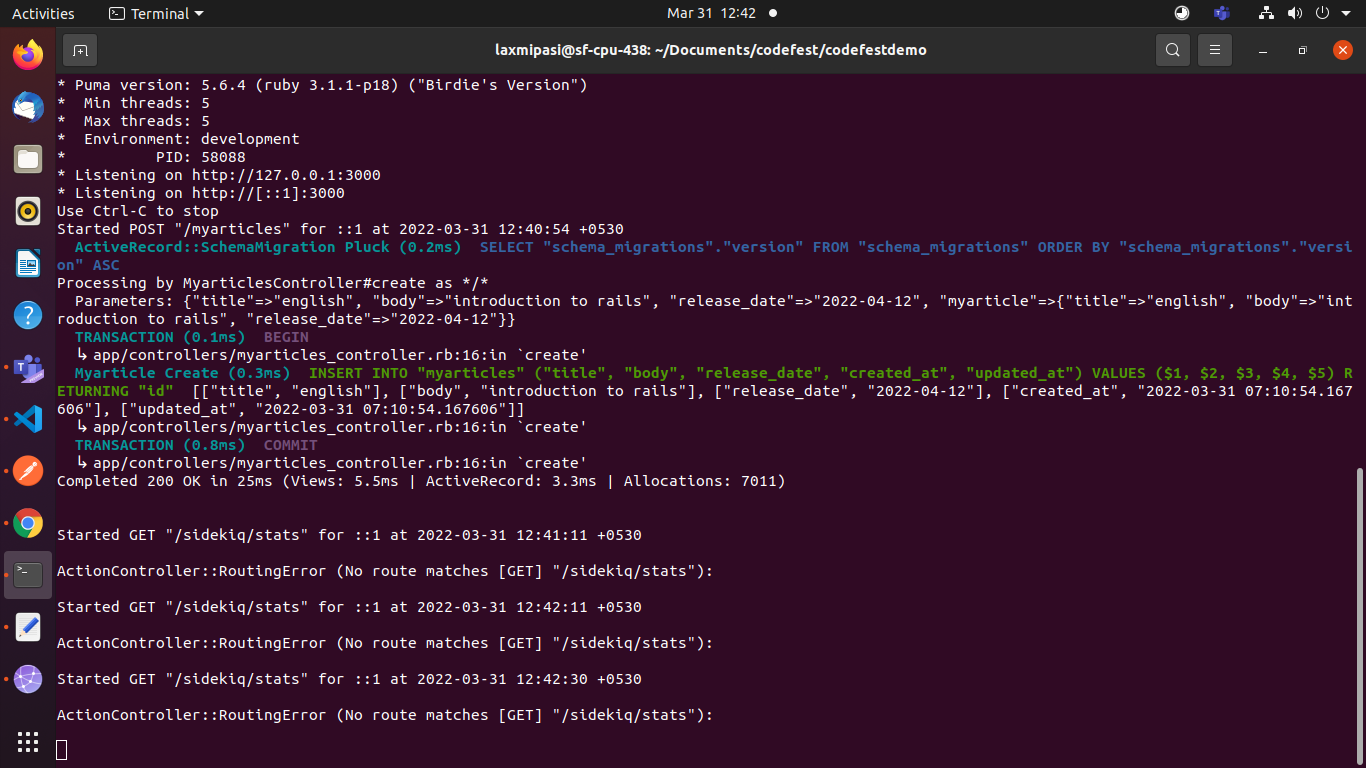 Activities
Terminal
Mar 31 12:42
laxmipasi@sf-cpu-438: ~/Documents/codefest/codefestdemo
* Puma version: 5.6.4 (ruby 3.1.1-p18) ("Birdie's Version")
*  Min threads: 5
*  Max threads: 5
*  Environment: development
*          PID: 58088
* Listening on http://127.0.0.1:3000
* Listening on http://[::1]:3000
Use Ctrl-C to stop
Started POST "/myarticles" for ::1 at 2022-03-31 12:40:54 +0530
  ActiveRecord::SchemaMigration Pluck (0.2ms)  SELECT "schema_migrations"."version" FROM "schema_migrations" ORDER BY "schema_migrations"."versi
on" ASC
Processing by MyarticlesController#create as */*
  Parameters: {"title"=>"english", "body"=>"introduction to rails", "release_date"=>"2022-04-12", "myarticle"=>{"title"=>"english", "body"=>"int
roduction to rails", "release_date"=>"2022-04-12"}}
  TRANSACTION (0.1ms)  BEGIN
  ↳ app/controllers/myarticles_controller.rb:16:in `create'
  Myarticle Create (0.3ms)  INSERT INTO "myarticles" ("title", "body", "release_date", "created_at", "updated_at") VALUES ($1, $2, $3, $4, $5) R
ETURNING "id"  [["title", "english"], ["body", "introduction to rails"], ["release_date", "2022-04-12"], ["created_at", "2022-03-31 07:10:54.167
606"], ["updated_at", "2022-03-31 07:10:54.167606"]]
  ↳ app/controllers/myarticles_controller.rb:16:in `create'
  TRANSACTION (0.8ms)  COMMIT
  ↳ app/controllers/myarticles_controller.rb:16:in `create'
Completed 200 OK in 25ms (Views: 5.5ms | ActiveRecord: 3.3ms | Allocations: 7011)
Started GET "/sidekiq/stats" for ::1 at 2022-03-31 12:41:11 +0530
ActionController::RoutingError (No route matches [GET] "/sidekiq/stats"):
Started GET "/sidekiq/stats" for ::1 at 2022-03-31 12:42:11 +0530
ActionController::RoutingError (No route matches [GET] "/sidekiq/stats"):
Started GET "/sidekiq/stats" for ::1 at 2022-03-31 12:42:30 +0530
ActionController::RoutingError (No route matches [GET] "/sidekiq/stats"):